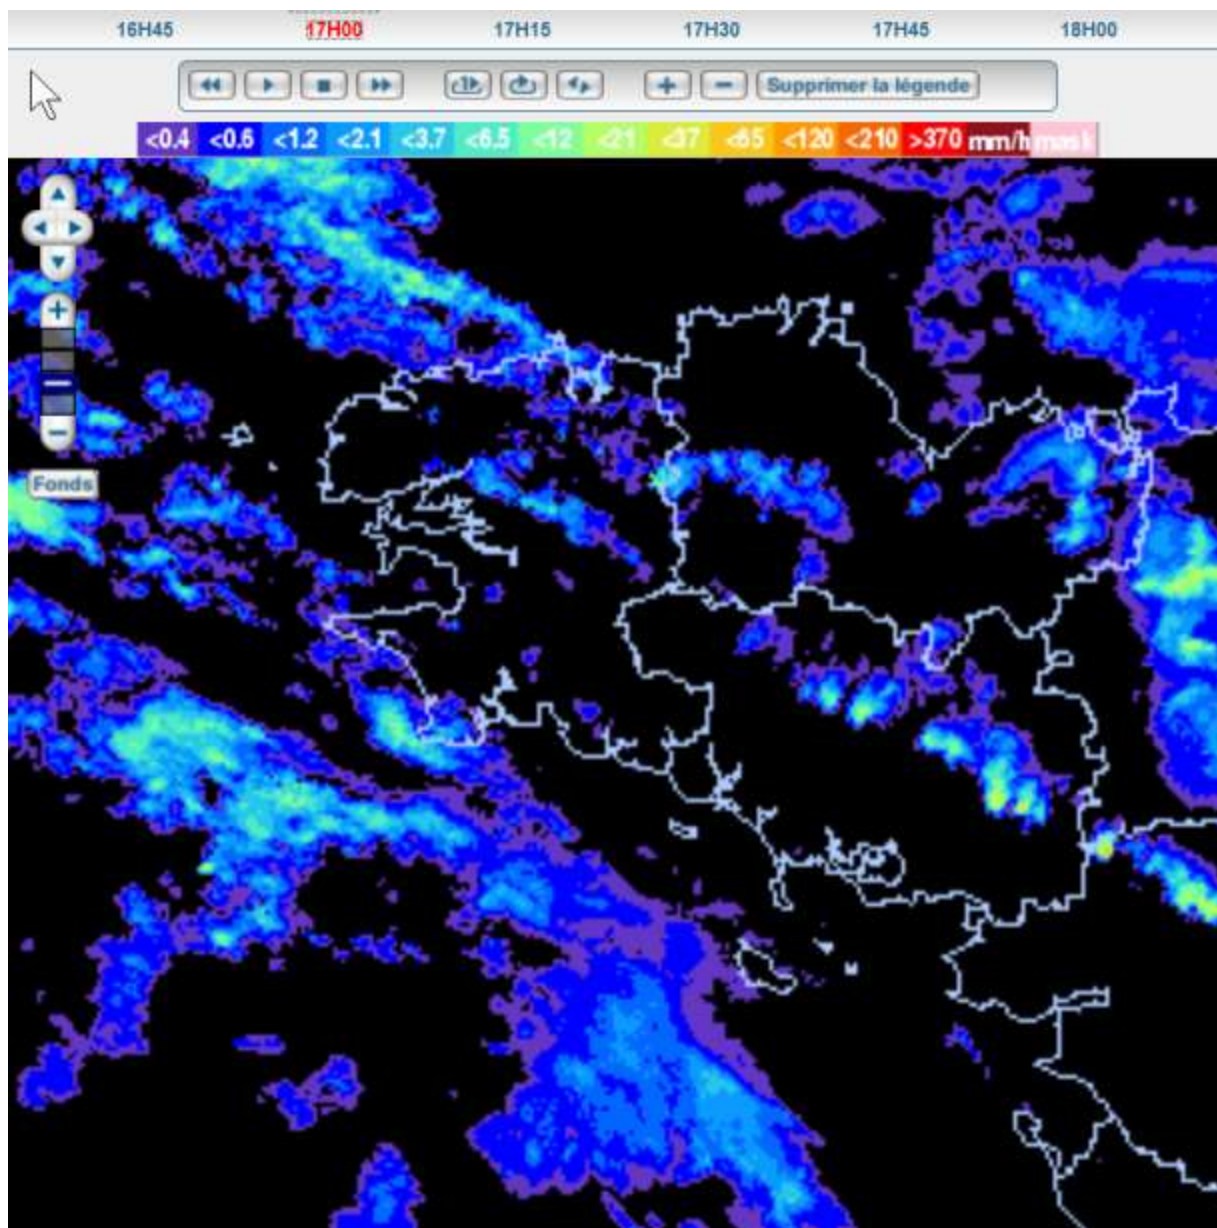 16H45 17H00 17H15 17H30 17H45 18H00
Supprimer la légende
<0.4 <0.6 <1.2 <2.1 <3.7 <6.5 <12 <21 <37 <65 <120 <210 >370 mm/h mask
Fonds